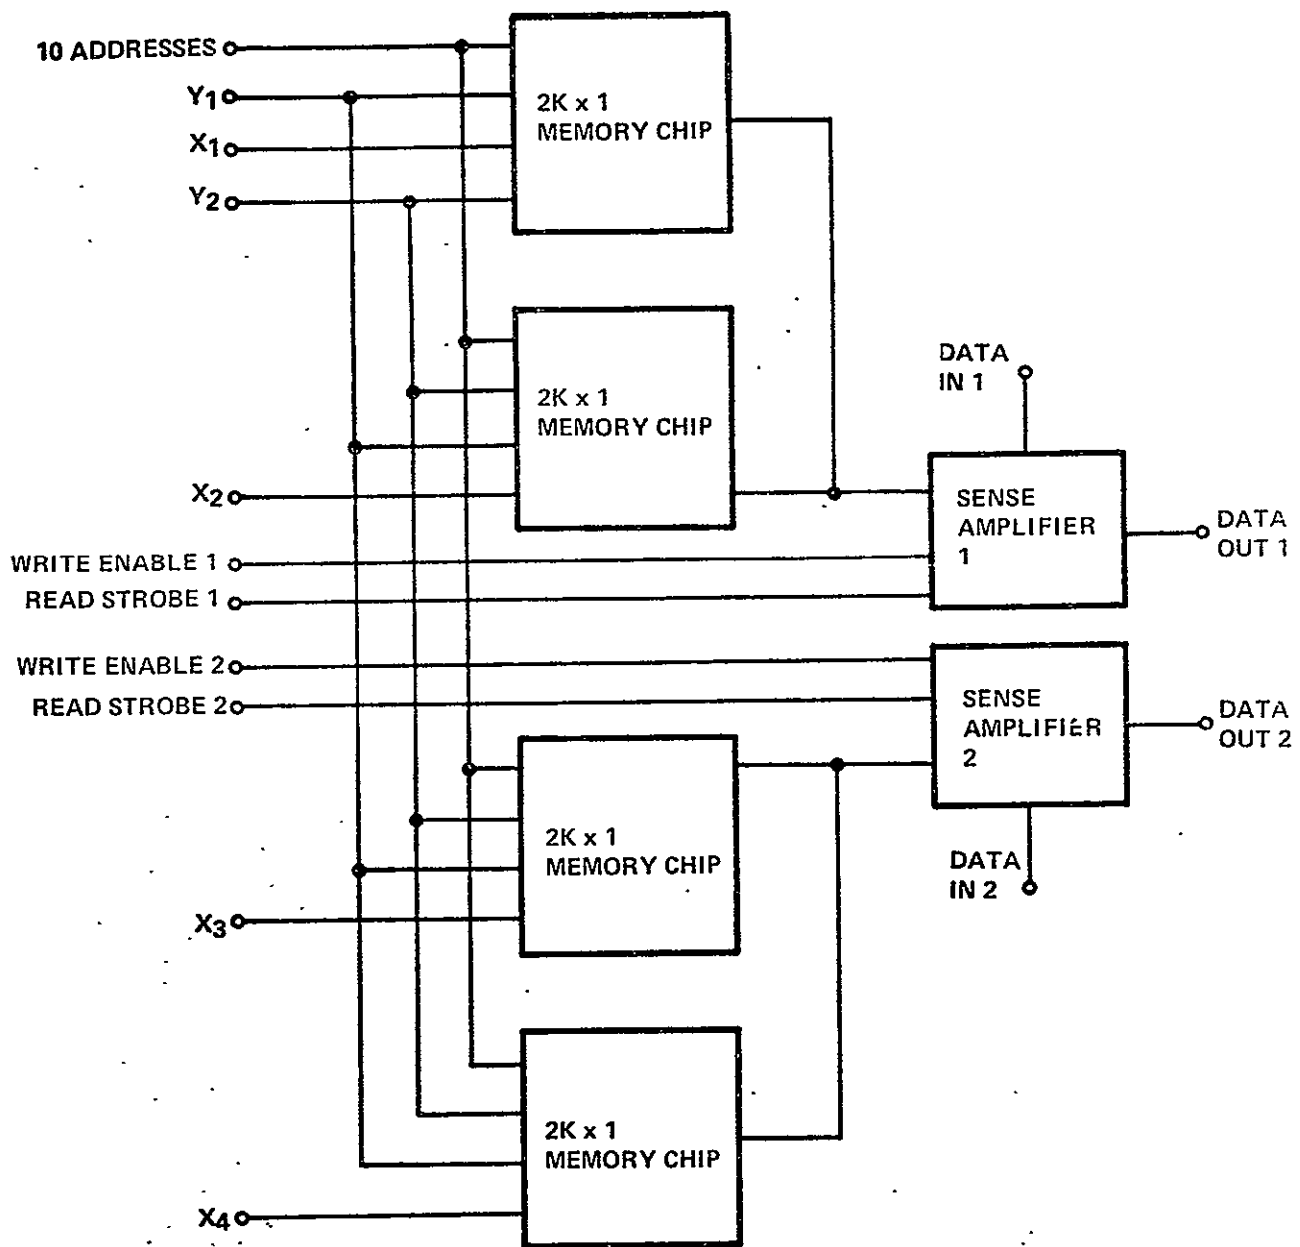 10 ADDRESSES
Y1
X1
Y2
2K x 1
MEMORY CHIP
2K x 1
MEMORY CHIP
X2
DATA
IN 1
SENSE
AMPLIFIER
1
DATA
OUT 1
WRITE ENABLE 1
READ STROBE 1
WRITE ENABLE 2
READ STROBE 2
SENSE
AMPLIFIER
2
DATA
OUT 2
DATA
IN 2
2K x 1
MEMORY CHIP
X3
2K x 1
MEMORY CHIP
X4